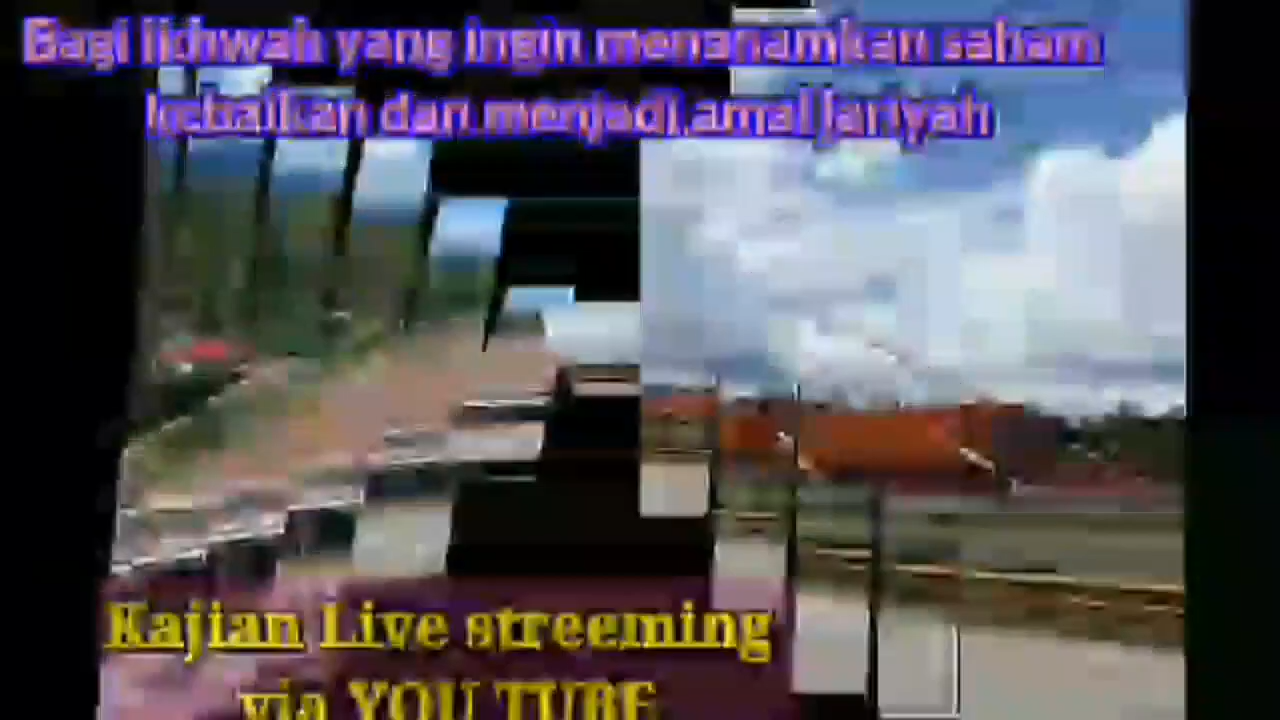 Bagi ikhwah yang ingin menanamkan saham
kebaikan dan menjadi amal jariyah
Kajian Live streeming
via YOU TUBE